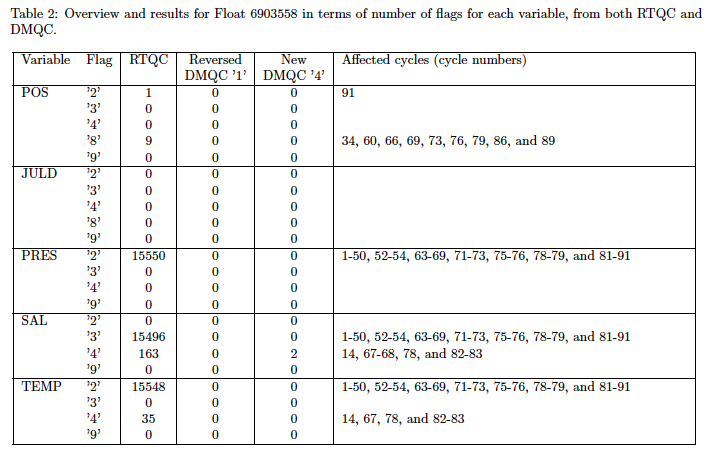 Table 2: Overview and results for Float 6903558 in terms of number of flags for each variable, from both RTQC and
DMQC.
Variable Flag RTQC Reversed New Affected cycles (cycle numbers)
DMQC '1' DMQC '4'
POS '2' 1 0 0 91
'3' 0 0 0
'4' 0 0 0
'8' 9 0 0 34, 60, 66, 69, 73, 76, 79, 86, and 89
'9' 0 0 0
JULD '2' 0 0 0
'3' 0 0 0
'4' 0 0 0
'8' 0 0 0
'9' 0 0 0
PRES '2' 15550 0 0 1-50, 52-54, 63-69, 71-73, 75-76, 78-79, and 81-91
'3' 0 0 0
'4' 0 0 0
'9' 0 0 0
SAL '2' 0 0 0
'3' 15496 0 0 1-50, 52-54, 63-69, 71-73, 75-76, 78-79, and 81-91
'4' 163 0 2 14, 67-68, 78, and 82-83
'9' 0 0 0
TEMP '2' 15548 0 0 1-50, 52-54, 63-69, 71-73, 75-76, 78-79, and 81-91
'3' 0 0 0
'4' 35 0 0 14, 67, 78, and 82-83
'9' 0 0 0